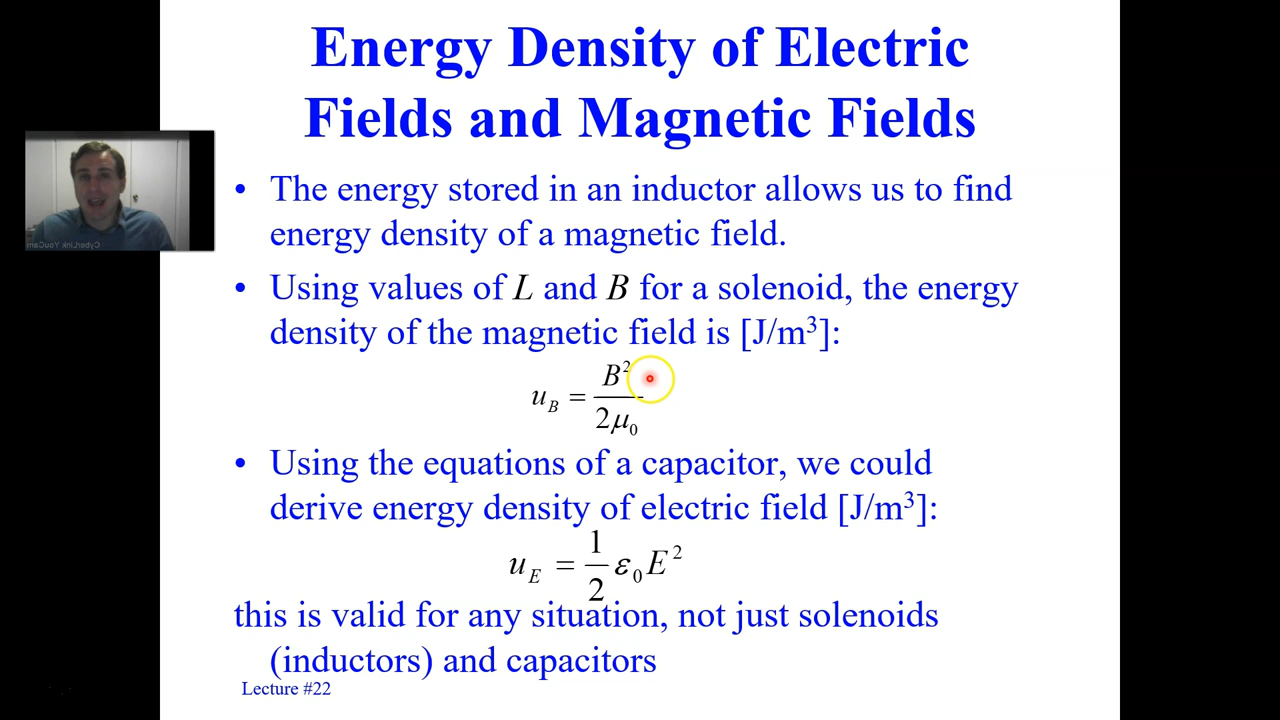 Energy Density of Electric
Fields and Magnetic Fields
• The energy stored in an inductor allows us to find
energy density of a magnetic field.
• Using values of L and B for a solenoid, the energy
density of the magnetic field is [J/m³]:
u_B = B² / 2μ₀
• Using the equations of a capacitor, we could
derive energy density of electric field [J/m³]:
u_E = 1/2 ε₀E²
this is valid for any situation, not just solenoids
(inductors) and capacitors
Lecture #22
CyberLink YouCam